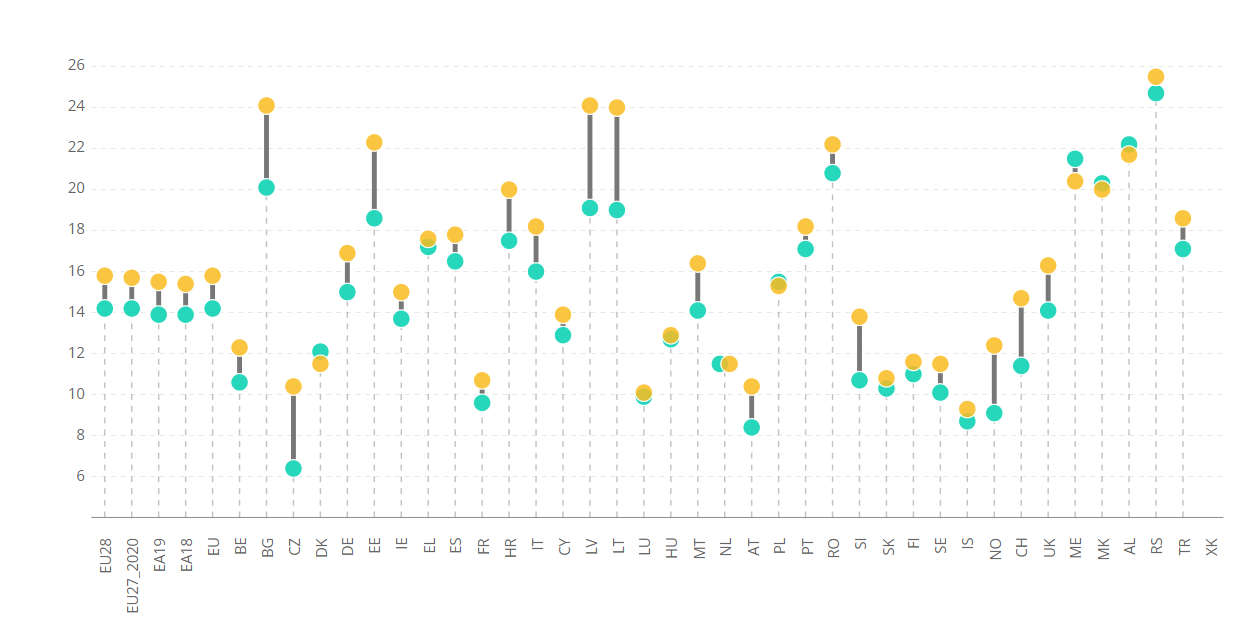 26
24
22
20
18
16
14
12
10
8
6
EU28
EU27_2020
EA19
EA18
EU
BE
BG
CZ
DK
DE
EE
IE
EL
ES
FR
HR
IT
CY
LV
LT
LU
HU
MT
NL
AT
PL
PT
RO
SI
SK
FI
SE
IS
NO
CH
UK
ME
MK
AL
RS
TR
XK